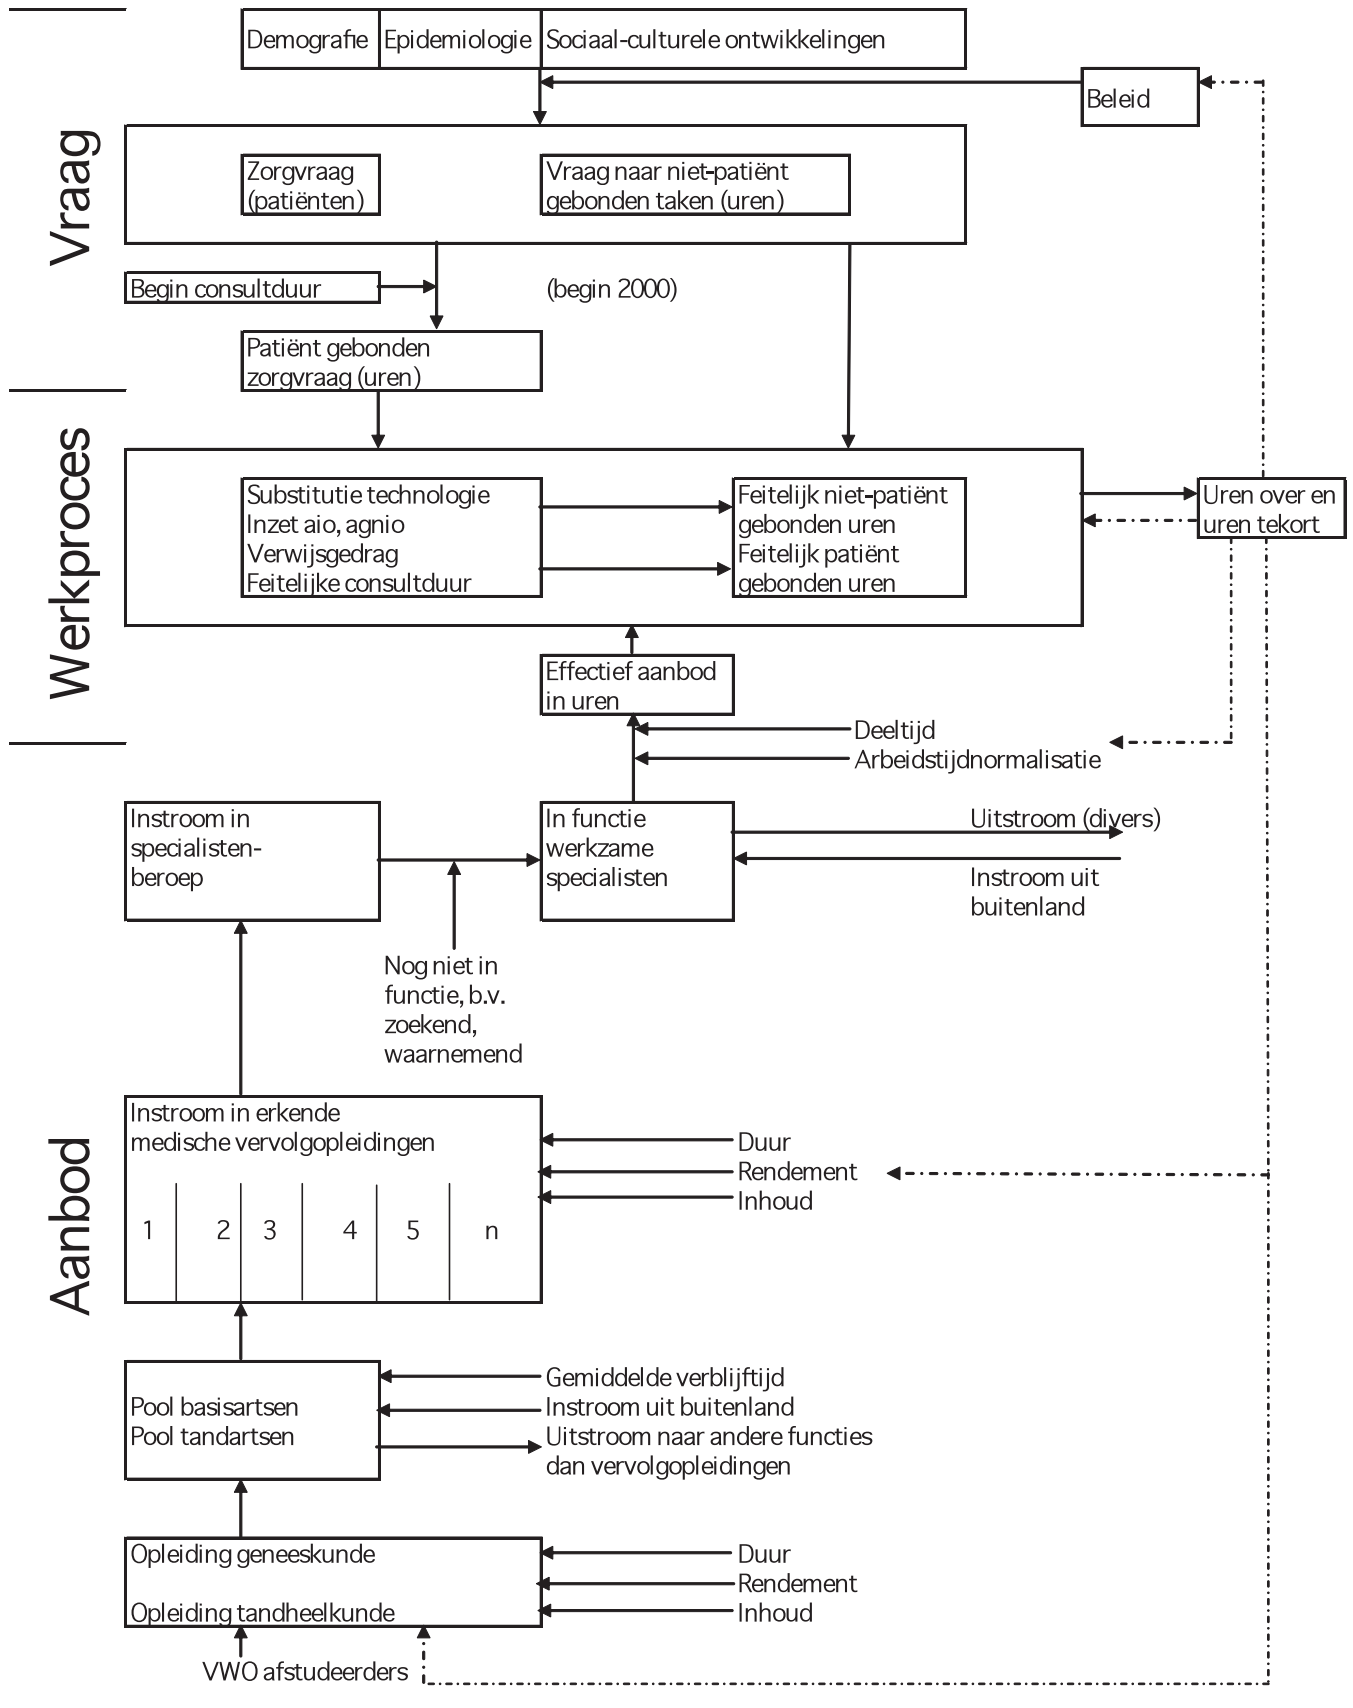 Vraag
Demografie
Epidemiologie
Sociaal-culturele ontwikkelingen
Beleid
Zorgvraag
(patiënten)
Vraag naar niet-patiënt
gebonden taken (uren)
Begin consultduur
(begin 2000)
Patiënt gebonden
zorgvraag (uren)
Werkproces
Substitutie technologie
Inzet aio, agnio
Verwijsgedrag
Feitelijke consultduur
Feitelijk niet-patiënt
gebonden uren
Feitelijk patiënt
gebonden uren
Uren over en
uren tekort
Effectief aanbod
in uren
Deeltijd
Arbeidstijdnormalisatie
Aanbod
Instroom in
specialisten-
beroep
In functie
werkzame
specialisten
Uitstroom (divers)
Instroom uit
buitenland
Nog niet in
functie, b.v.
zoekend,
waarnemend
Instroom in erkende
medische vervolgopleidingen
1 2 3 4 5 n
Duur
Rendement
Inhoud
Pool basisartsen
Pool tandartsen
Gemiddelde verblijftijd
Instroom uit buitenland
Uitstroom naar andere functies
dan vervolgopleidingen
Opleiding geneeskunde
Opleiding tandheelkunde
Duur
Rendement
Inhoud
VWO afstudeerders